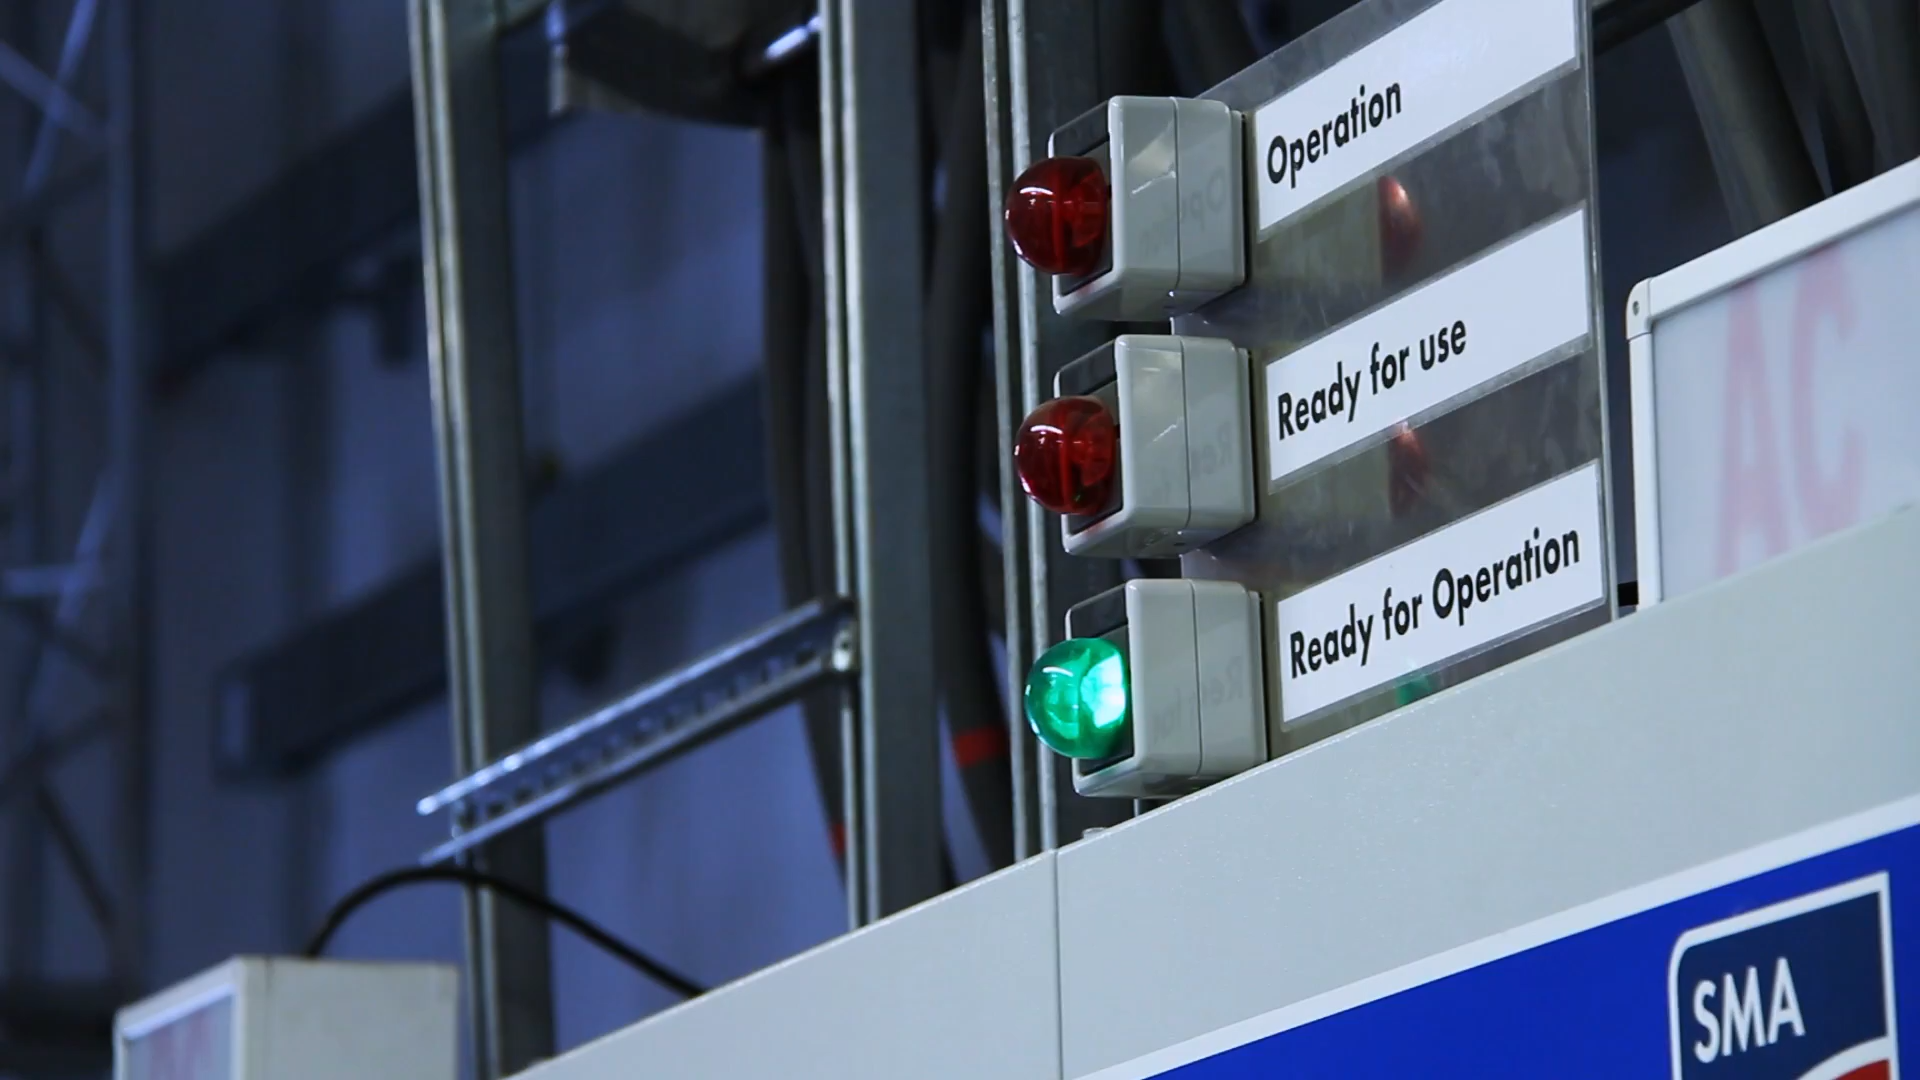 Operation
Ready for use
Ready for Operation
AC
SMA